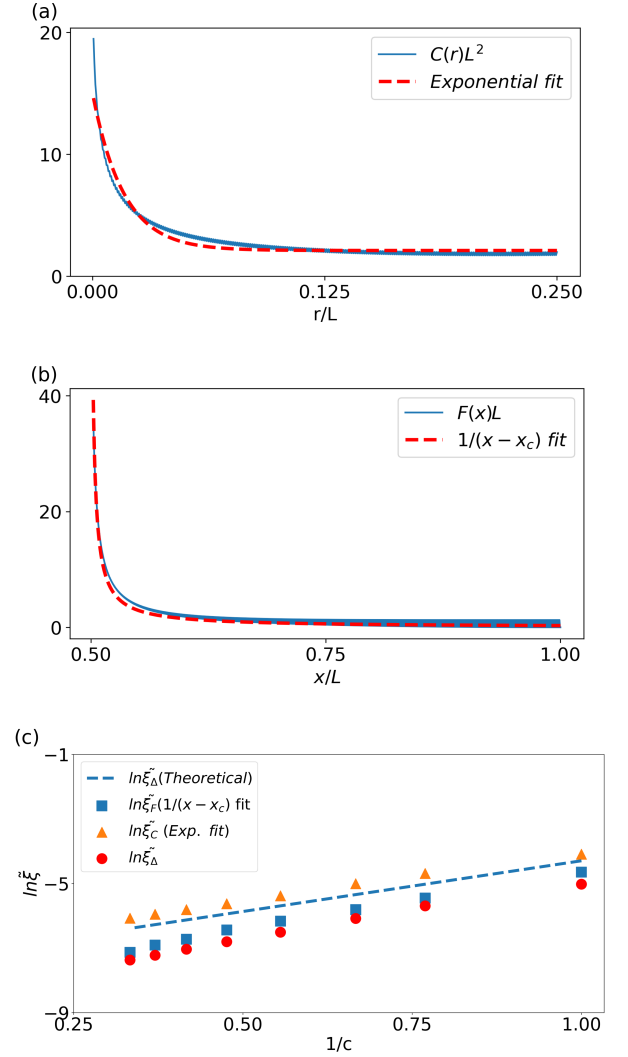 (a)
20
10
0
C(r)L²
Exponential fit
0.000 0.125 0.250
r/L
(b)
40
20
0
F(x)L
1/(x − x_c) fit
0.50 0.75 1.00
x/L
(c)
−1
−5
−9
lnξ̃
lnξ̃_Δ(Theoretical)
lnξ̃_F(1/(x − x_c) fit
lnξ̃_C (Exp. fit)
lnξ̃_Δ
0.25 0.50 0.75 1.00
1/c